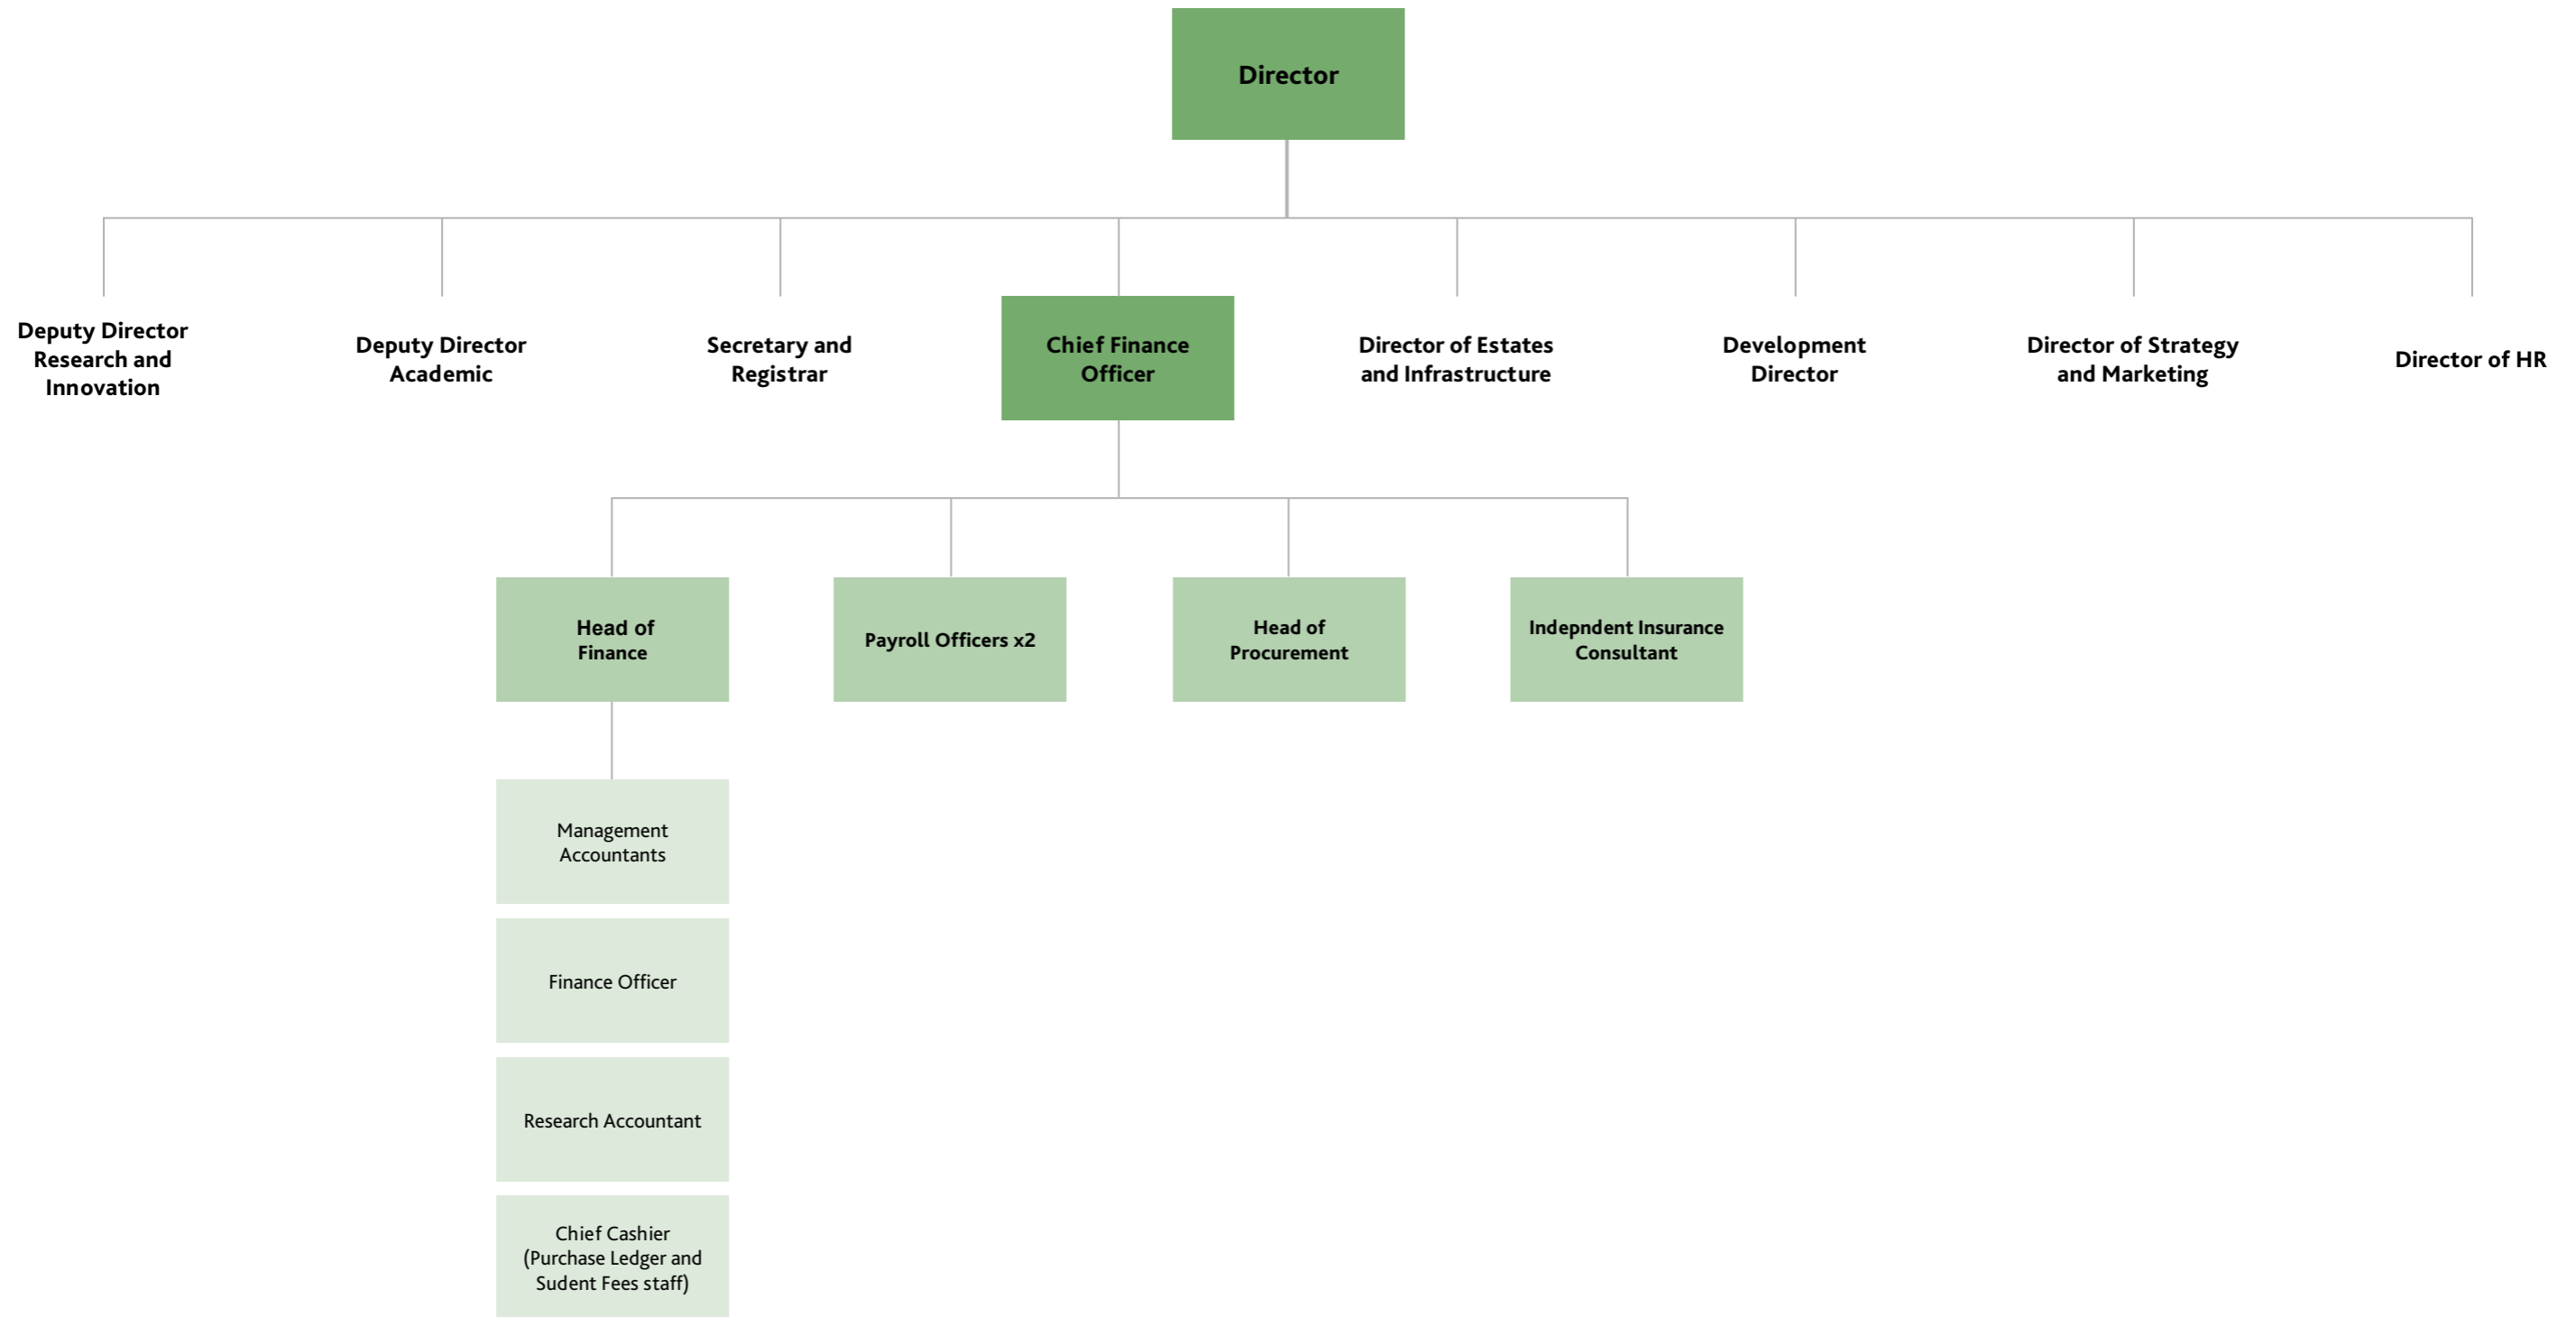 Director
Deputy Director
Research and
Innovation
Deputy Director
Academic
Secretary and
Registrar
Chief Finance
Officer
Director of Estates
and Infrastructure
Development
Director
Director of Strategy
and Marketing
Director of HR
Head of
Finance
Payroll Officers x2
Head of
Procurement
Indepndent Insurance
Consultant
Management
Accountants
Finance Officer
Research Accountant
Chief Cashier
(Purchase Ledger and
Sudent Fees staff)